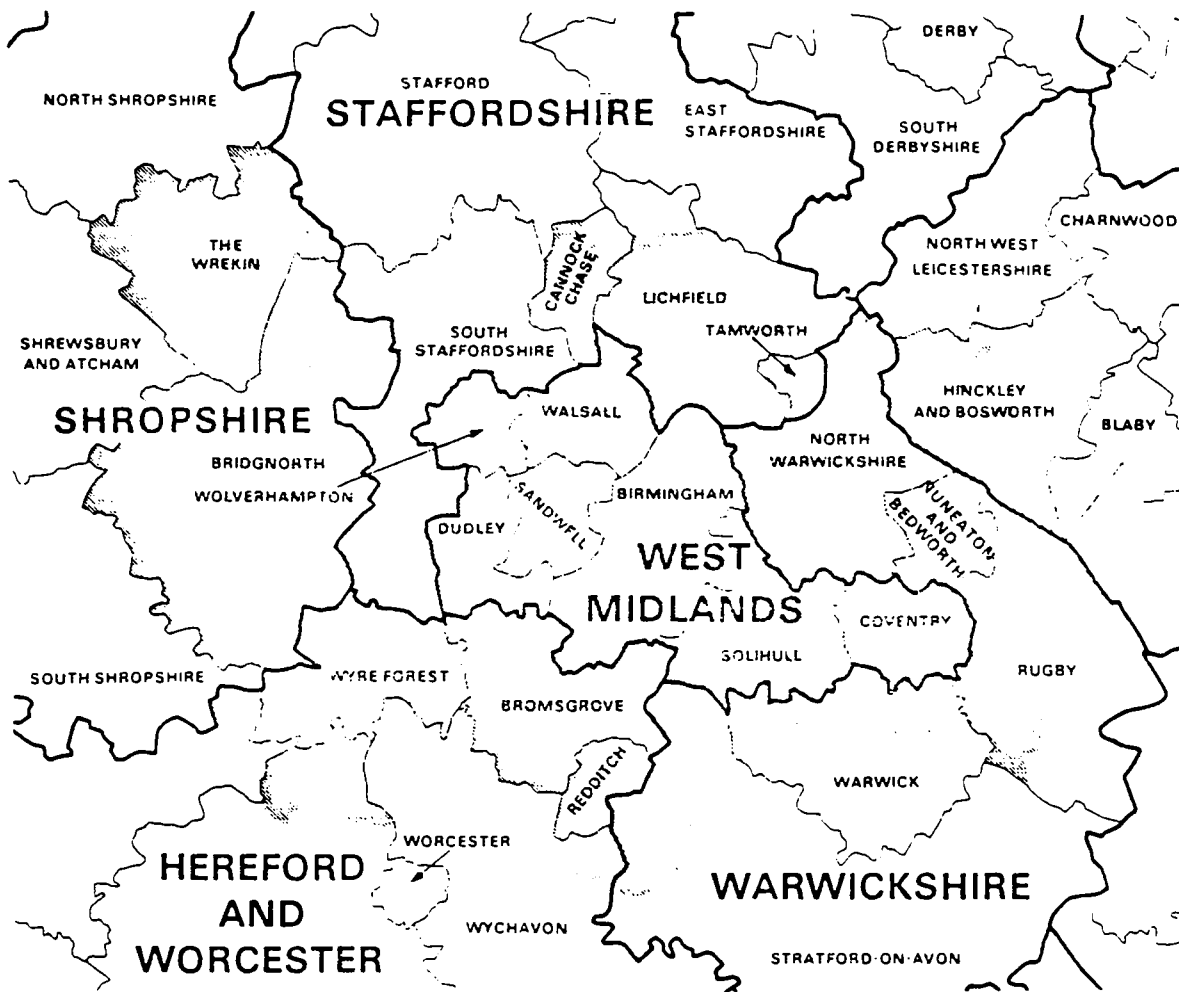 DERBY
STAFFORD
STAFFORDSHIRE
NORTH SHROPSHIRE
EAST
STAFFORDSHIRE
SOUTH
DERBYSHIRE
CHARNWOOD
THE
WREKIN
CANNOCK
CHASE
NORTH WEST
LEICESTERSHIRE
LICHFIELD
TAMWORTH
SHREWSBURY
AND ATCHAM
SOUTH
STAFFORDSHIRE
HINCKLEY
AND BOSWORTH
BLABY
SHROPSHIRE
WALSALL
BRIDGNORTH
WOLVERHAMPTON
NORTH
WARWICKSHIRE
BIRMINGHAM
SANDWELL
DUDLEY
NUNEATON
AND
BEDWORTH
WEST
MIDLANDS
COVENTRY
SOLIHULL
SOUTH SHROPSHIRE
WYRE FOREST
RUGBY
BROMSGROVE
REDDITCH
WARWICK
WORCESTER
HEREFORD
AND
WORCESTER
WARWICKSHIRE
WYCHAVON
STRATFORD-ON-AVON